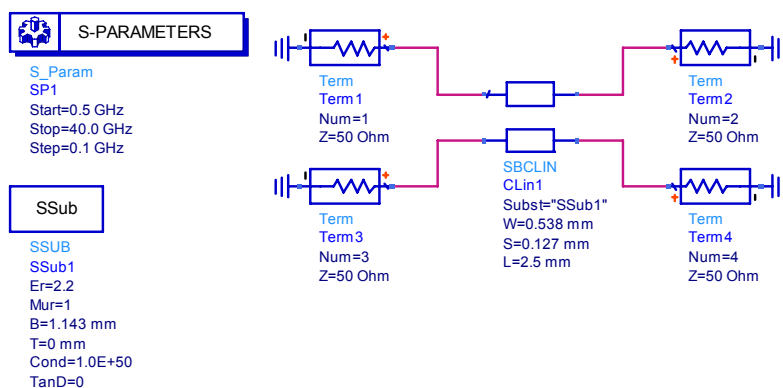 S-PARAMETERS
S_Param
SP1
Start=0.5 GHz
Stop=40.0 GHz
Step=0.1 GHz
SSub
SSUB
SSub1
Er=2.2
Mur=1
B=1.143 mm
T=0 mm
Cond=1.0E+50
TanD=0
Term
Term1
Num=1
Z=50 Ohm
Term
Term2
Num=2
Z=50 Ohm
Term
Term3
Num=3
Z=50 Ohm
SBCLIN
CLin1
Subst="SSub1"
W=0.538 mm
S=0.127 mm
L=2.5 mm
Term
Term4
Num=4
Z=50 Ohm